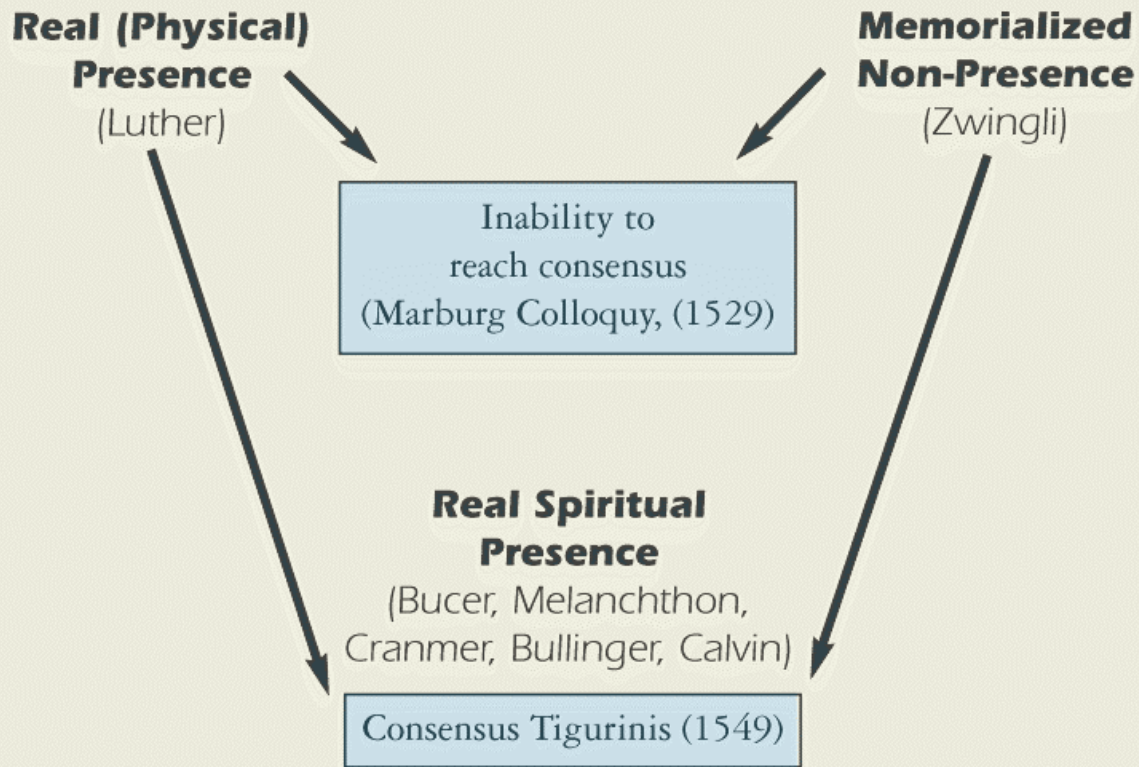 Real (Physical)
Presence
(Luther)
Memorialized
Non-Presence
(Zwingli)
Inability to
reach consensus
(Marburg Colloquy, (1529)
Real Spiritual
Presence
(Bucer, Melanchthon,
Cranmer, Bullinger, Calvin)
Consensus Tigurinis (1549)